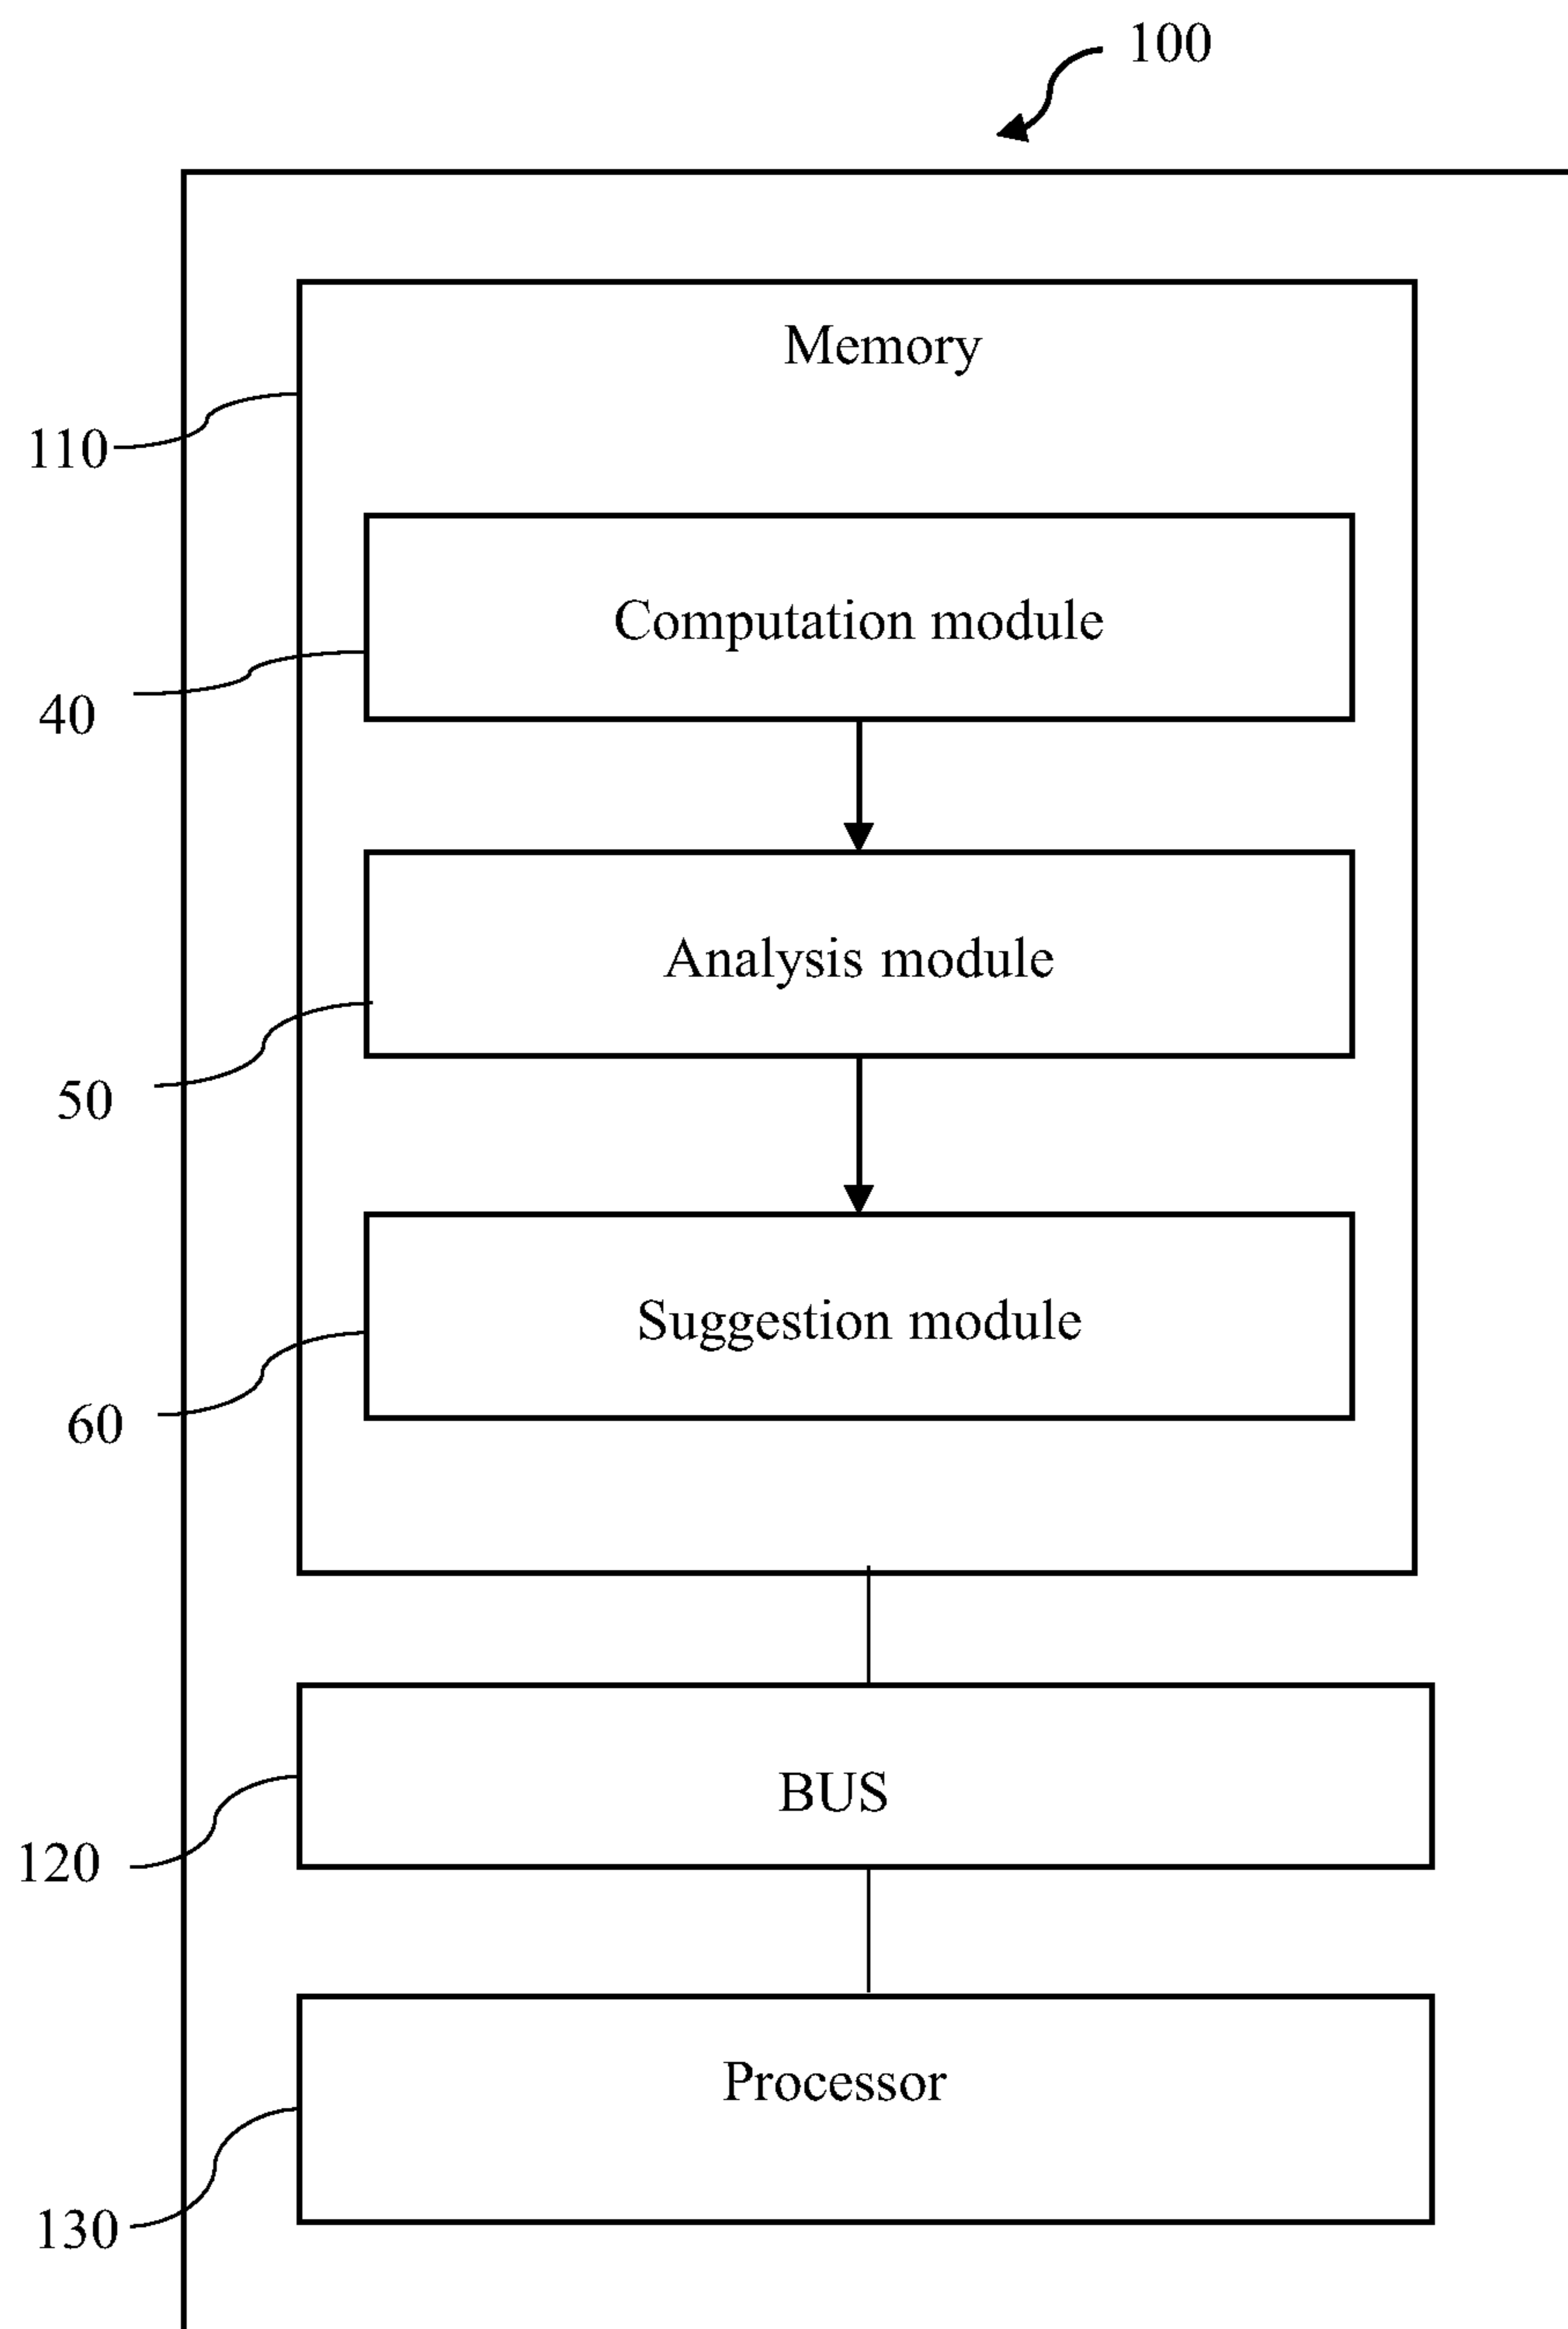 100
Memory
110
Computation module
40
Analysis module
50
Suggestion module
60
BUS
120
Processor
130